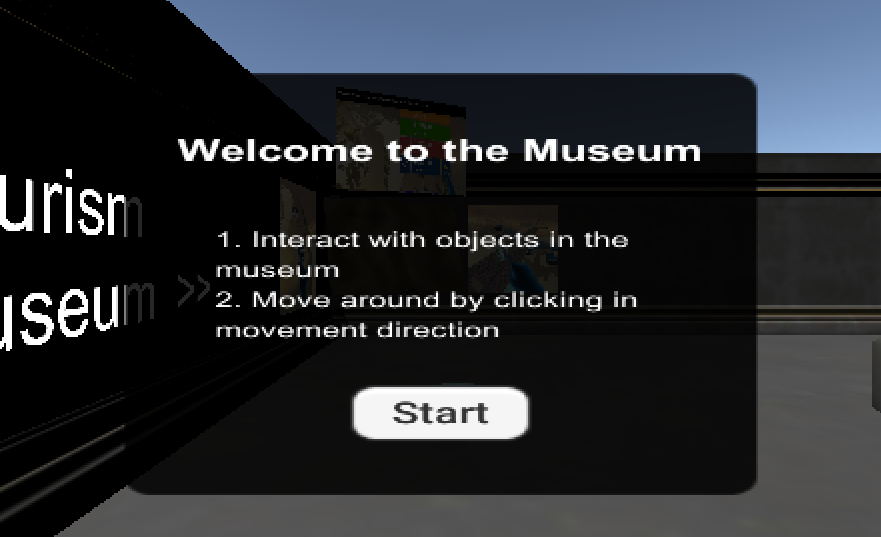 urism
useum >>
Welcome to the Museum
1. Interact with objects in the
museum
2. Move around by clicking in
movement direction
Start